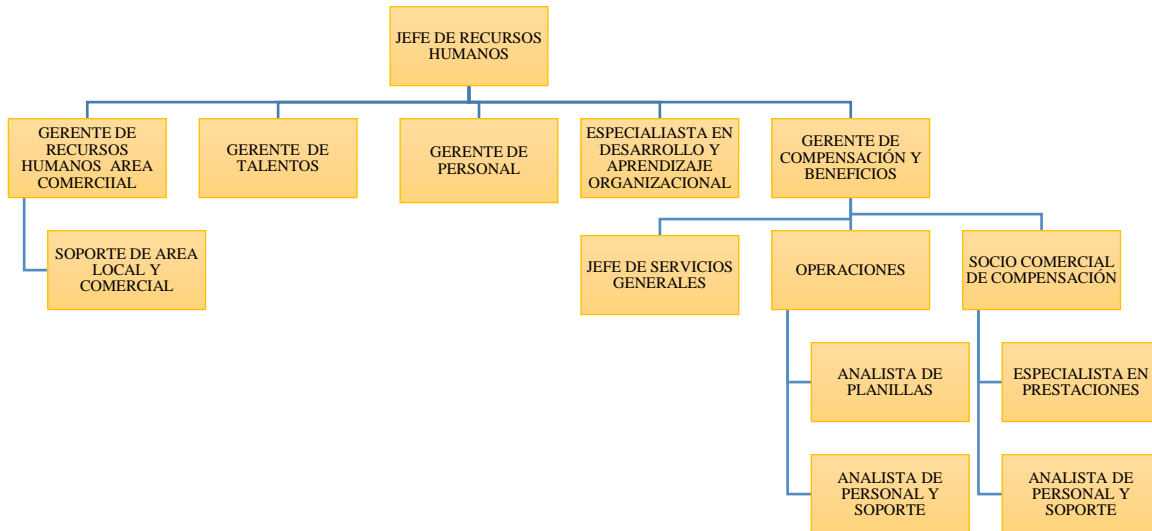 JEFE DE RECURSOS
HUMANOS
GERENTE DE
RECURSOS
HUMANOS AREA
COMERCIIAL
GERENTE DE
TALENTOS
GERENTE DE
PERSONAL
ESPECIALIASTA EN
DESARROLLO Y
APRENDIZAJE
ORGANIZACIONAL
GERENTE DE
COMPENSACIÓN Y
BENEFICIOS
SOPORTE DE AREA
LOCAL Y
COMERCIAL
JEFE DE SERVICIOS
GENERALES
OPERACIONES
SOCIO COMERCIAL
DE COMPENSACIÓN
ANALISTA DE
PLANILLAS
ESPECIALISTA EN
PRESTACIONES
ANALISTA DE
PERSONAL Y
SOPORTE
ANALISTA DE
PERSONAL Y
SOPORTE